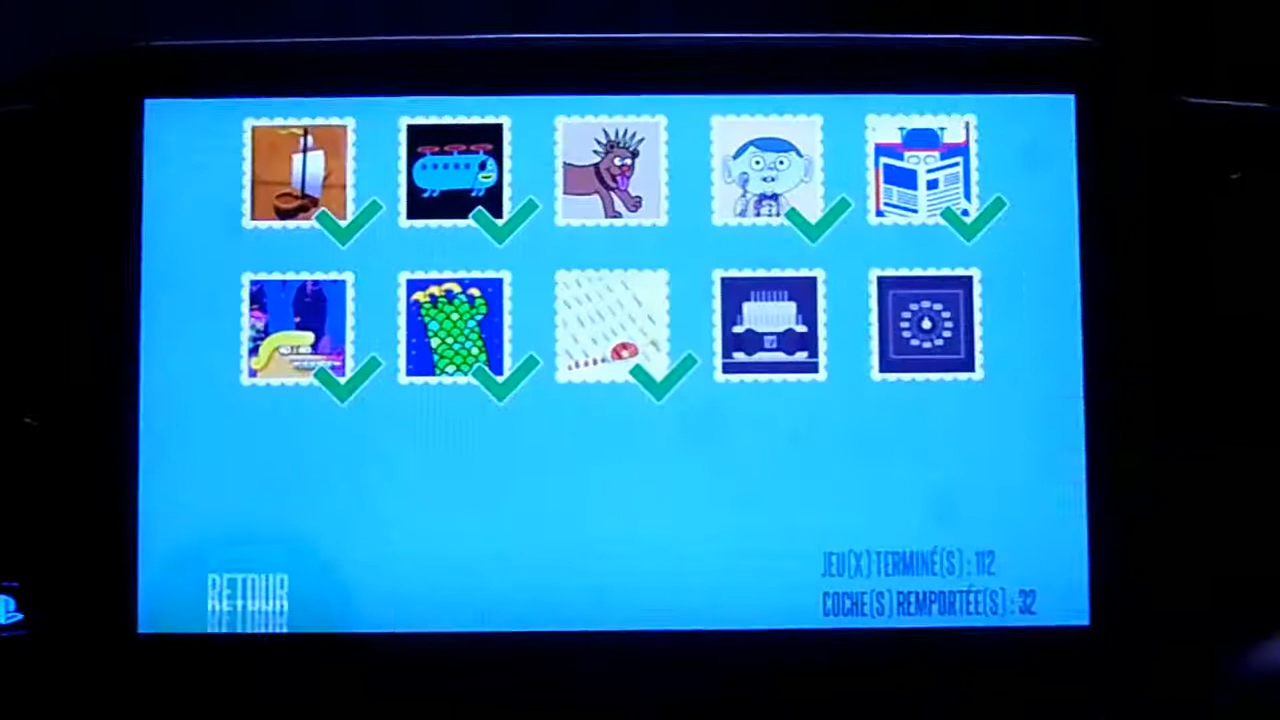 RETOUR
JEU(X) TERMINÉ(S) : 112
COCHE(S) REMPORTÉE(S) : 32